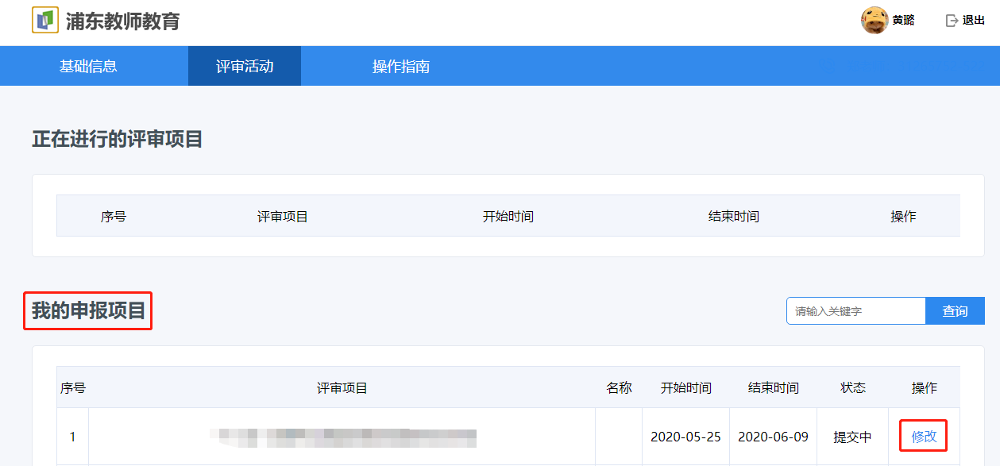 浦东教师教育
黄璐 退出
基础信息 评审活动 操作指南
正在进行的评审项目
序号 评审项目 开始时间 结束时间 操作
我的申报项目
请输入关键字 查询
序号 评审项目 名称 开始时间 结束时间 状态 操作
1 2020-05-25 2020-06-09 提交中 修改